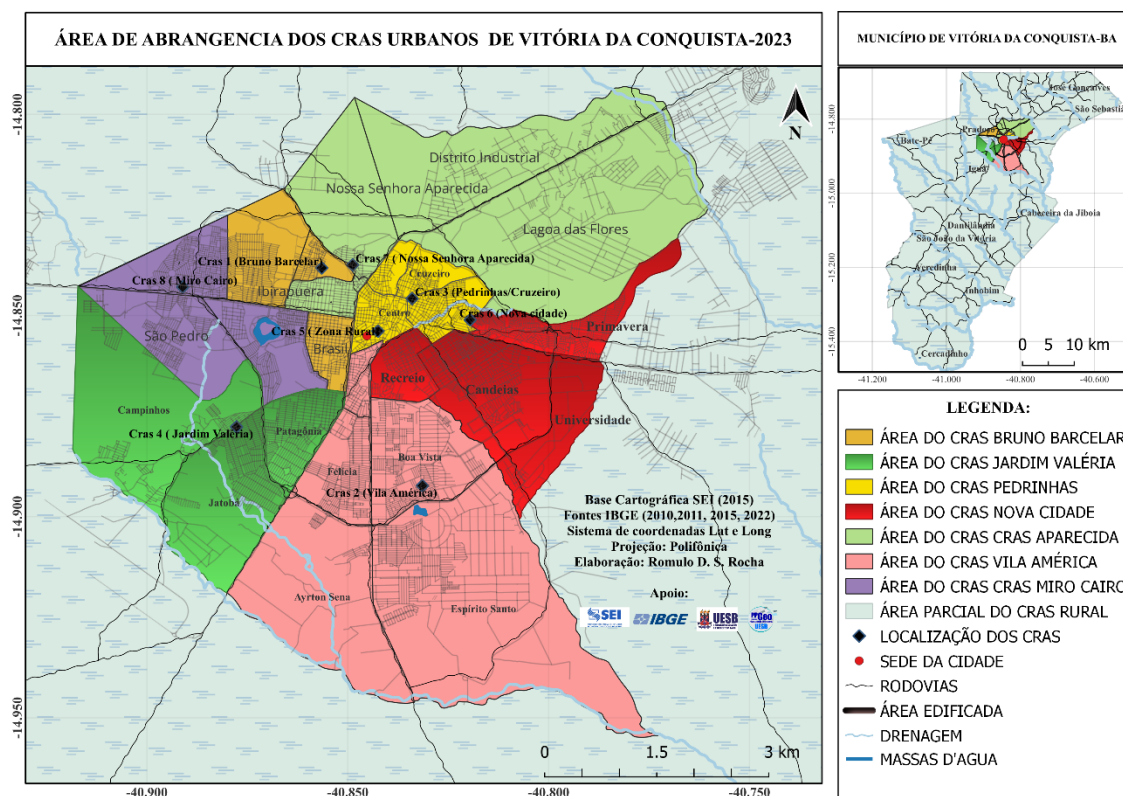 ÁREA DE ABRANGENCIA DOS CRAS URBANOS DE VITÓRIA DA CONQUISTA-2023
-14.800
-14.850
-14.900
-14.950
-40.900
-40.850
-40.800
-40.750
N
Distrito Industrial
Nossa Senhora Aparecida
Lagoa das Flores
Cras 1 (Bruno Barcelar)
Cras 7 ( Nossa Senhora Aparecida)
Cruzeiro
Cras 8 ( Miro Cairo)
Ibirapuera
Cras 3 (Pedrinhas/Cruzeiro)
Centro
Cras 6 (Nova cidade)
São Pedro
Cras 5 ( Zona Rural)
Primavera
Brasil
Recreio
Candeias
Campinhos
Universidade
Patagônia
Cras 4 ( Jardim Valéria)
Boa Vista
Felícia
Cras 2 (Vila América)
Jatobá
Ayrton Sena
Espírito Santo
Base Cartográfica SEI (2015)
Fontes IBGE (2010,2011, 2015, 2022)
Sistema de coordenadas Lat e Long
Projeção: Polifônica
Elaboração: Romulo D. S. Rocha
Apoio:
SEI
IBGE
UESB
Geo
UESB
0 1.5 3 km
MUNICÍPIO DE VITÓRIA DA CONQUISTA-BA
-14.800
-15.000
-15.200
-15.400
José Gonçalves
São Sebastiã
Pradoso
Bate-Pé
Iguá
Cabeceira da Jiboia
Dantilândia
São João da Vitória
Veredinha
Inhobim
Cercadinho
0 5 10 km
-41.200
-41.000
-40.800
-40.600
LEGENDA:
ÁREA DO CRAS BRUNO BARCELAR
ÁREA DO CRAS JARDIM VALÉRIA
ÁREA DO CRAS PEDRINHAS
ÁREA DO CRAS NOVA CIDADE
ÁREA DO CRAS CRAS APARECIDA
ÁREA DO CRAS VILA AMÉRICA
ÁREA DO CRAS CRAS MIRO CAIRO
ÁREA PARCIAL DO CRAS RURAL
LOCALIZAÇÃO DOS CRAS
SEDE DA CIDADE
RODOVIAS
ÁREA EDIFICADA
DRENAGEM
MASSAS D'AGUA